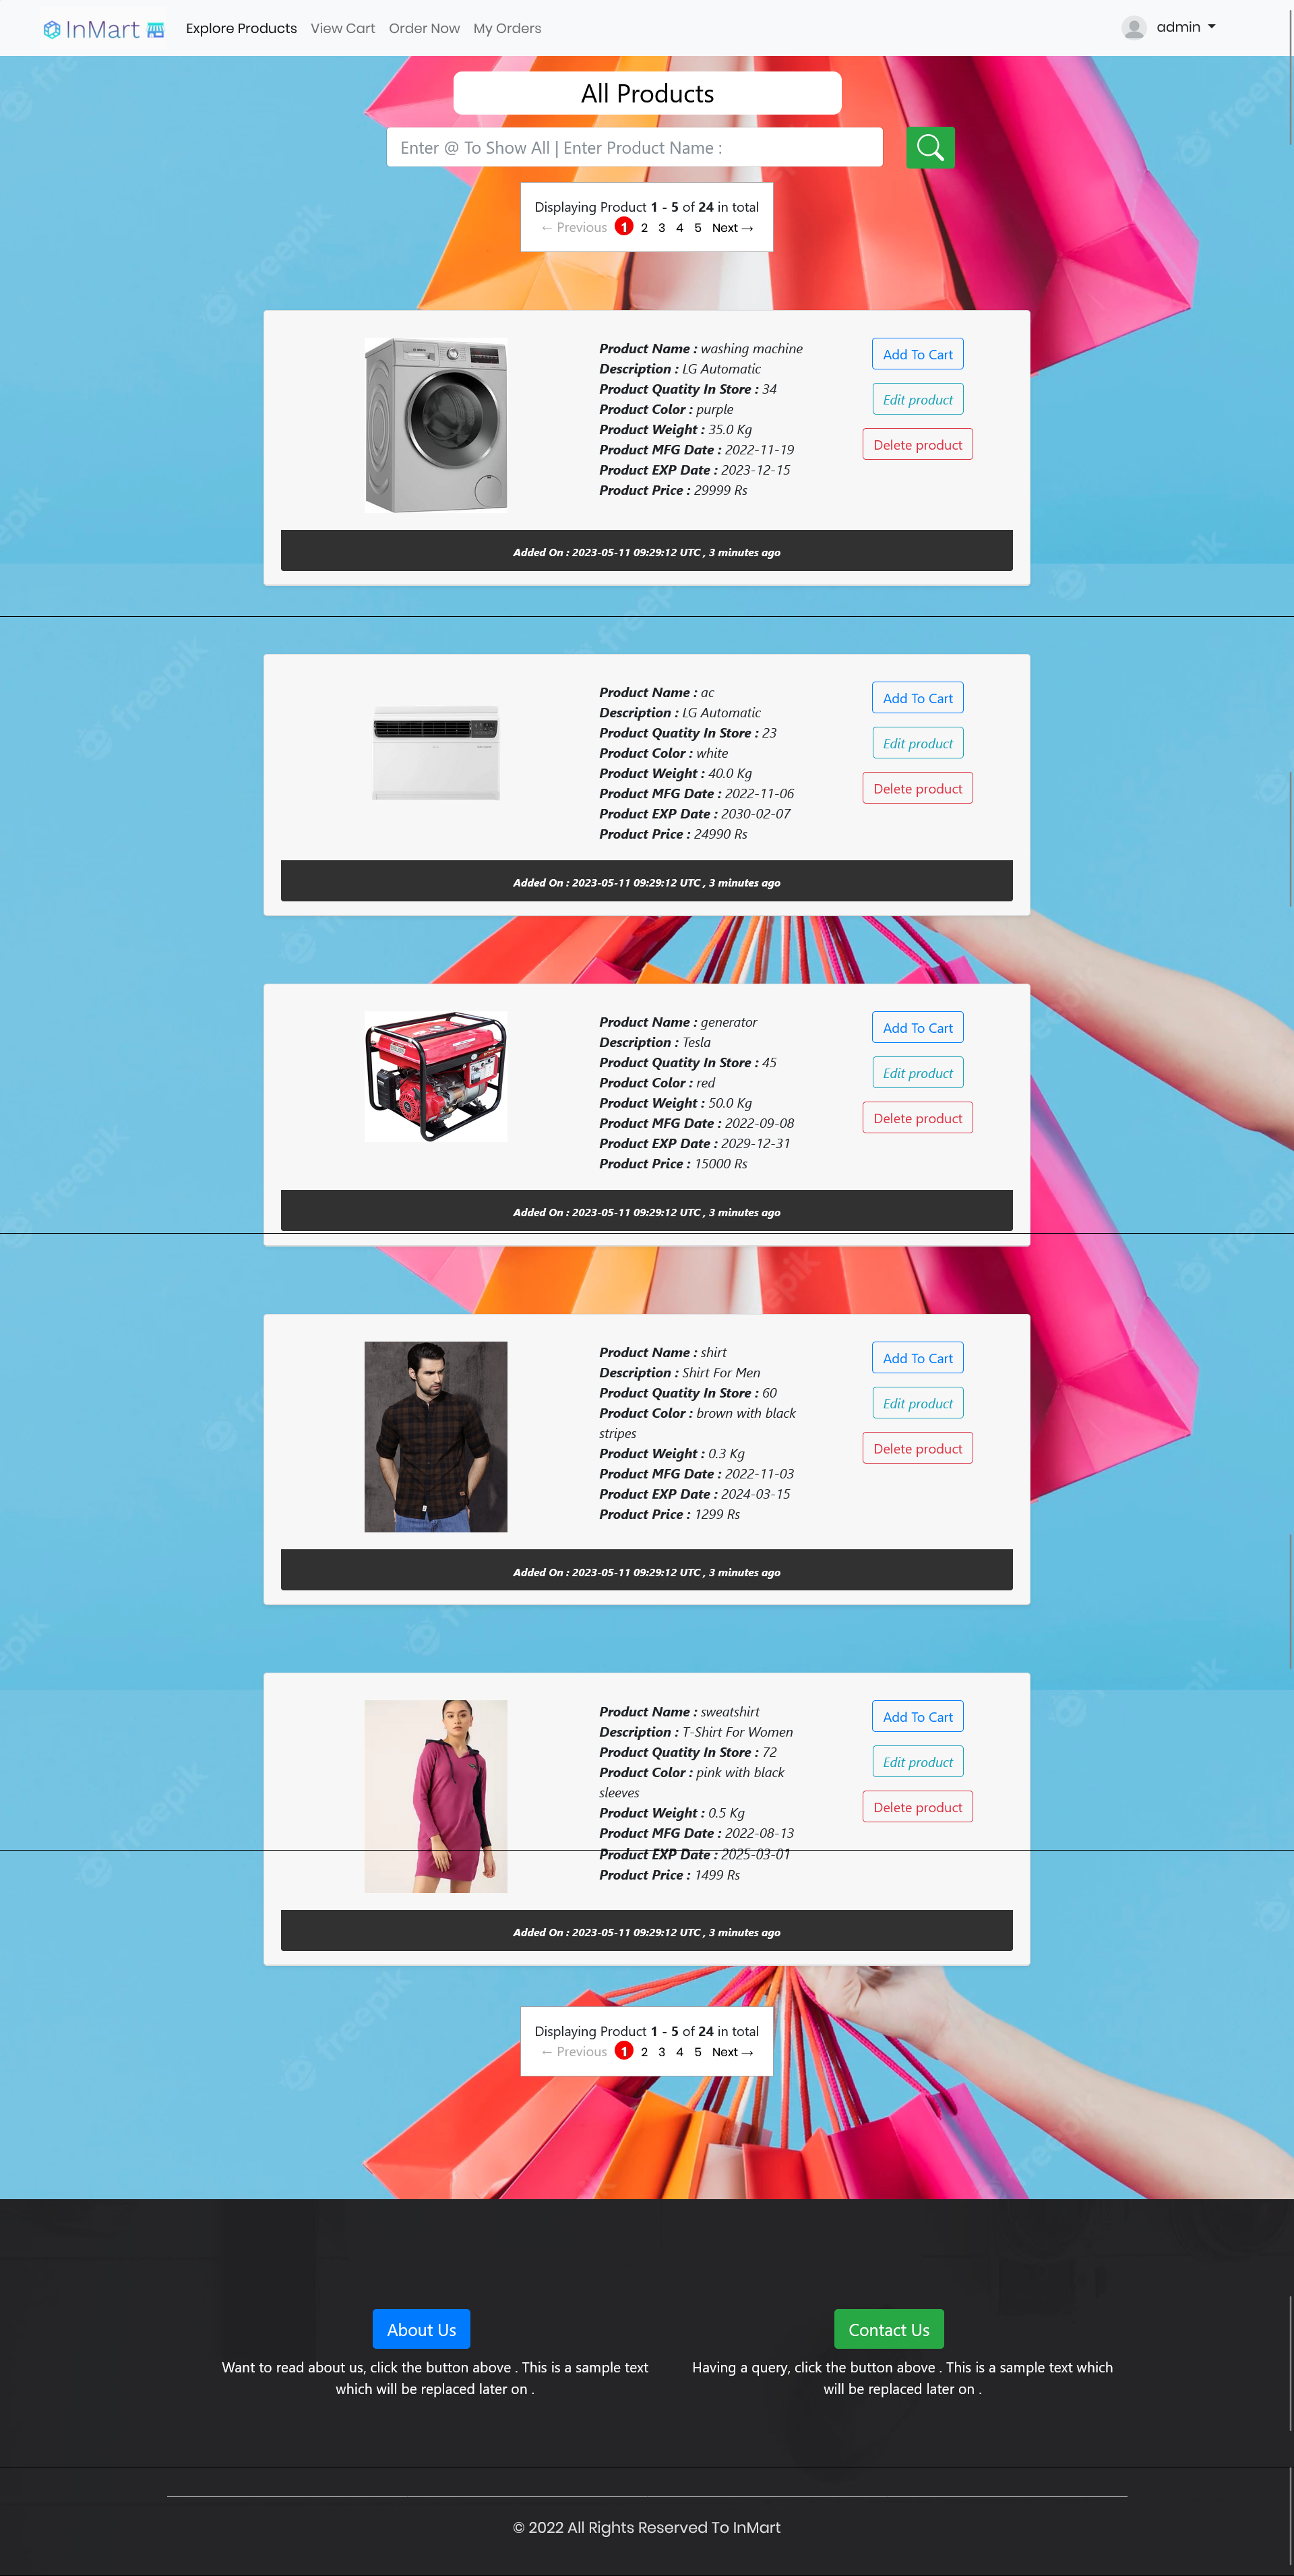 InMart
Explore Products View Cart Order Now My Orders
admin
All Products
Enter @ To Show All | Enter Product Name :
Displaying Product 1 - 5 of 24 in total
← Previous 1 2 3 4 5 Next →
Product Name : washing machine
Description : LG Automatic
Product Quatity In Store : 34
Product Color : purple
Product Weight : 35.0 Kg
Product MFG Date : 2022-11-19
Product EXP Date : 2023-12-15
Product Price : 29999 Rs
Add To Cart
Edit product
Delete product
Added On : 2023-05-11 09:29:12 UTC , 3 minutes ago
Product Name : ac
Description : LG Automatic
Product Quatity In Store : 23
Product Color : white
Product Weight : 40.0 Kg
Product MFG Date : 2022-11-06
Product EXP Date : 2030-02-07
Product Price : 24990 Rs
Add To Cart
Edit product
Delete product
Added On : 2023-05-11 09:29:12 UTC , 3 minutes ago
Product Name : generator
Description : Tesla
Product Quatity In Store : 45
Product Color : red
Product Weight : 50.0 Kg
Product MFG Date : 2022-09-08
Product EXP Date : 2029-12-31
Product Price : 15000 Rs
Add To Cart
Edit product
Delete product
Added On : 2023-05-11 09:29:12 UTC , 3 minutes ago
Product Name : shirt
Description : Shirt For Men
Product Quatity In Store : 60
Product Color : brown with black
stripes
Product Weight : 0.3 Kg
Product MFG Date : 2022-11-03
Product EXP Date : 2024-03-15
Product Price : 1299 Rs
Add To Cart
Edit product
Delete product
Added On : 2023-05-11 09:29:12 UTC , 3 minutes ago
Product Name : sweatshirt
Description : T-Shirt For Women
Product Quatity In Store : 72
Product Color : pink with black
sleeves
Product Weight : 0.5 Kg
Product MFG Date : 2022-08-13
Product EXP Date : 2025-03-01
Product Price : 1499 Rs
Add To Cart
Edit product
Delete product
Added On : 2023-05-11 09:29:12 UTC , 3 minutes ago
Displaying Product 1 - 5 of 24 in total
← Previous 1 2 3 4 5 Next →
About Us
Want to read about us, click the button above . This is a sample text
which will be replaced later on .
Contact Us
Having a query, click the button above . This is a sample text which
will be replaced later on .
© 2022 All Rights Reserved To InMart
freepik